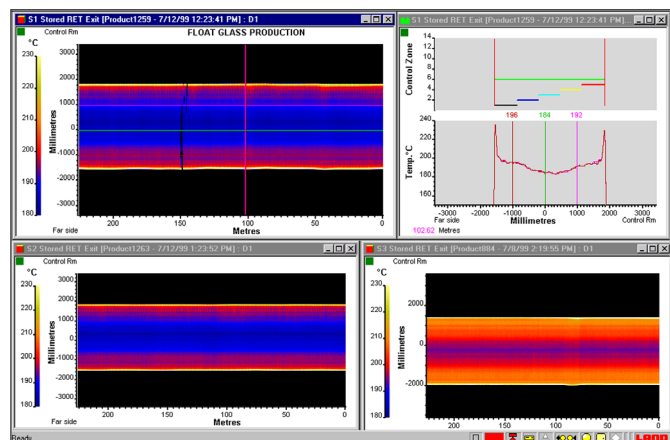 S1 Stored RET Exit [Product1259 - 7/12/99 12:23:41 PM] : D1
°C
Control Rm
FLOAT GLASS PRODUCTION
230
220
210
200
190
180
Millimetres
3000
2000
1000
0
-1000
-2000
-3000
Far side
200
150
100
50
0
Metres
S1 Stored RET Exit [Product1259 - 7/12/99 12:23:41 PM]
Control Zone
14
12
10
8
6
4
2
196
184
192
Temp.°C
240
220
200
180
160
-3000
-2000
-1000
0
1000
2000
3000
Far side
Millimetres
Control Rm
102.62 Metres
S2 Stored RET Exit [Product1263 - 7/12/99 1:23:52 PM] : D1
°C
Control Rm
230
220
210
200
190
180
Millimetres
3000
2000
1000
0
-1000
-2000
-3000
Far side
200
150
100
50
0
Metres
S3 Stored RET Exit [Product884 - 7/8/99 2:19:55 PM] : D1
°C
Control Rm
230
220
210
200
190
180
Millimetres
2000
0
-2000
200
150
100
50
0
Far side
Metres
Ready
LAND